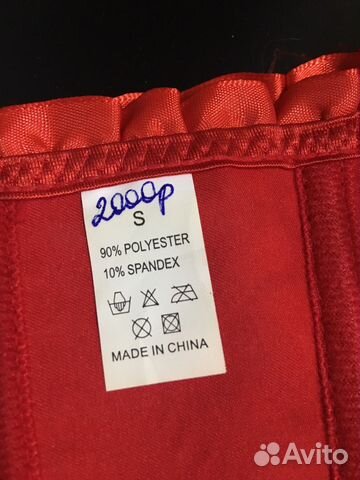 2000р
S
90% POLYESTER
10% SPANDEX
MADE IN CHINA
Avito